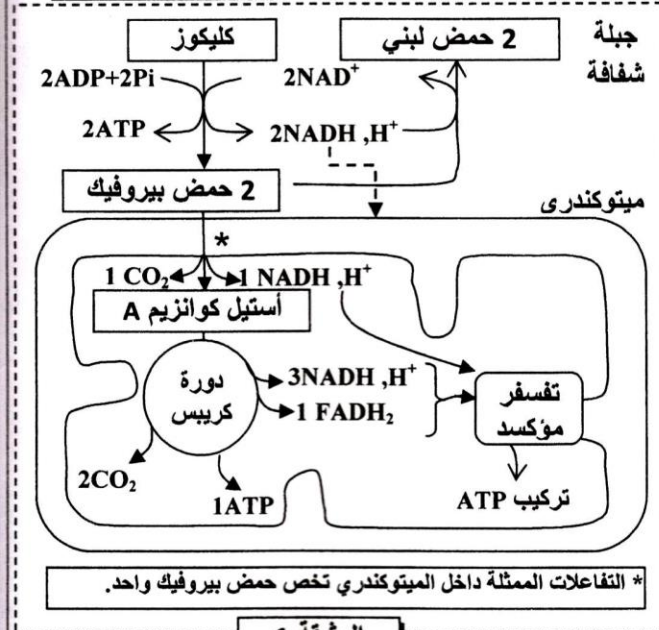 جبلة
شفافة
2 حمض لبني
كليكوز
2ADP+2Pi
2NAD⁺
2ATP
2NADH ,H⁺
2 حمض بيروفيك
ميتوكندرى
*
1 CO₂
1 NADH ,H⁺
أستيل كوانزيم A
دورة
كريبس
3NADH ,H⁺
1 FADH₂
تفسفر
مؤكسد
2CO₂
1ATP
تركيب ATP
* التفاعلات الممثلة داخل الميتوكندري تخص حمض بيروفيك واحد.